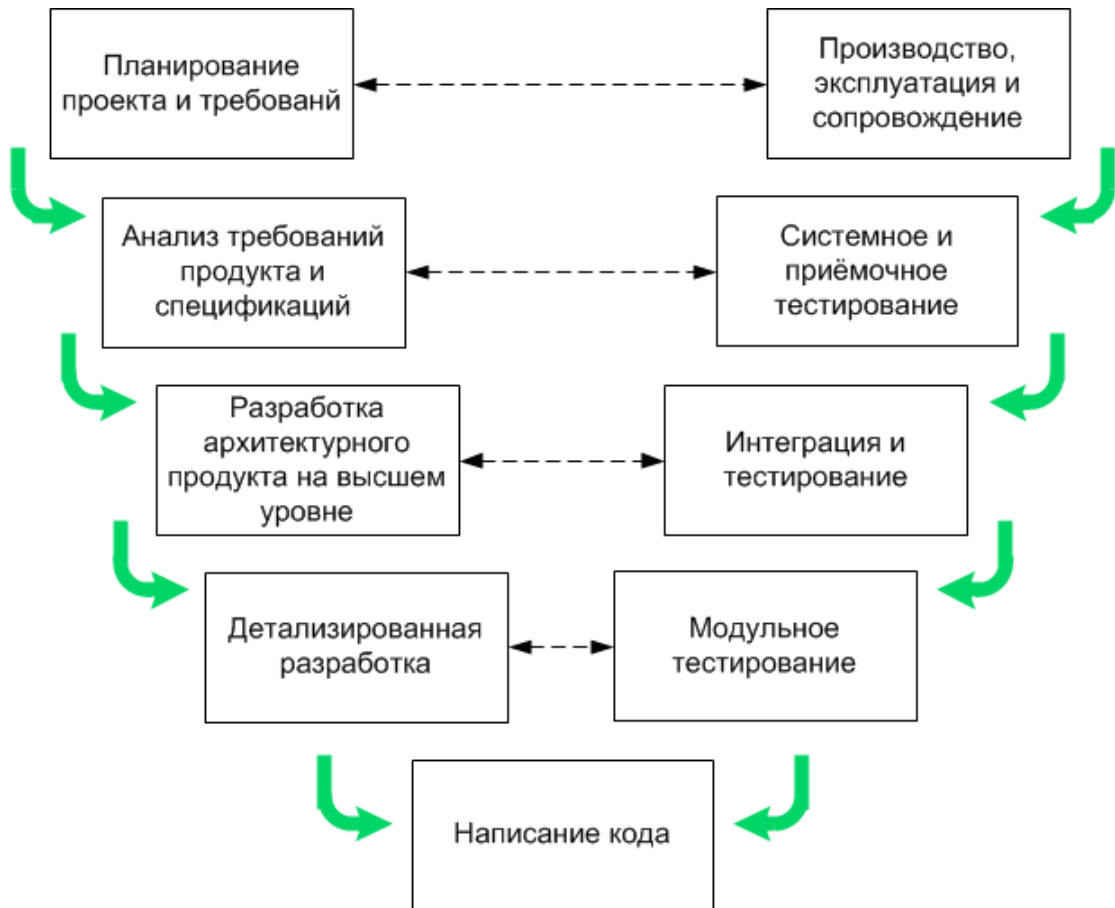 Планирование
проекта и требованй
Производство,
эксплуатация и
сопровождение
Анализ требований
продукта и
спецификаций
Системное и
приёмочное
тестирование
Разработка
архитектурного
продукта на высшем
уровне
Интеграция и
тестирование
Детализированная
разработка
Модульное
тестирование
Написание кода